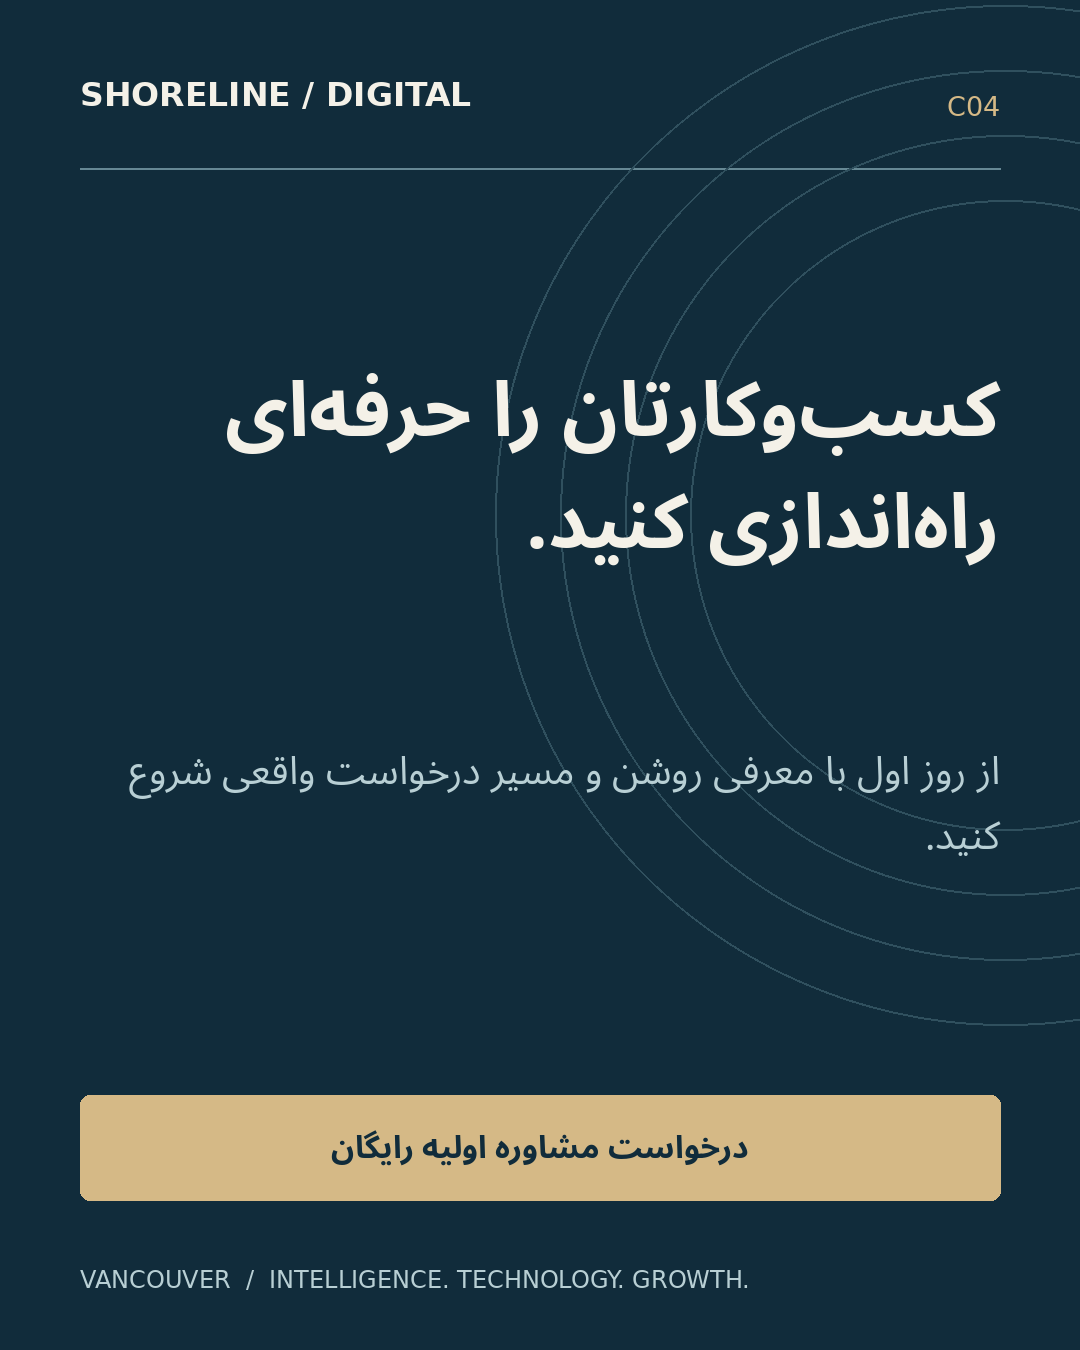 SHORELINE / DIGITAL
C04
کسب‌وکارتان را حرفه‌ای
راه‌اندازی کنید.
از روز اول با معرفی روشن و مسیر درخواست واقعی شروع
کنید.
درخواست مشاوره اولیه رایگان
VANCOUVER / INTELLIGENCE. TECHNOLOGY. GROWTH.